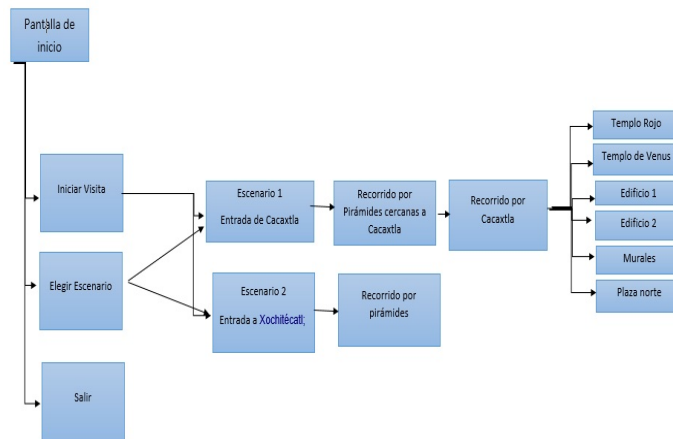 Pantalla de
inicio
Iniciar Visita
Elegir Escenario
Salir
Escenario 1
Entrada de Cacaxtla
Escenario 2
Entrada a Xochitécatl;
Recorrido por
Pirámides cercanas a
Cacaxtla
Recorrido por
pirámides
Recorrido por
Cacaxtla
Templo Rojo
Templo de Venus
Edificio 1
Edificio 2
Murales
Plaza norte